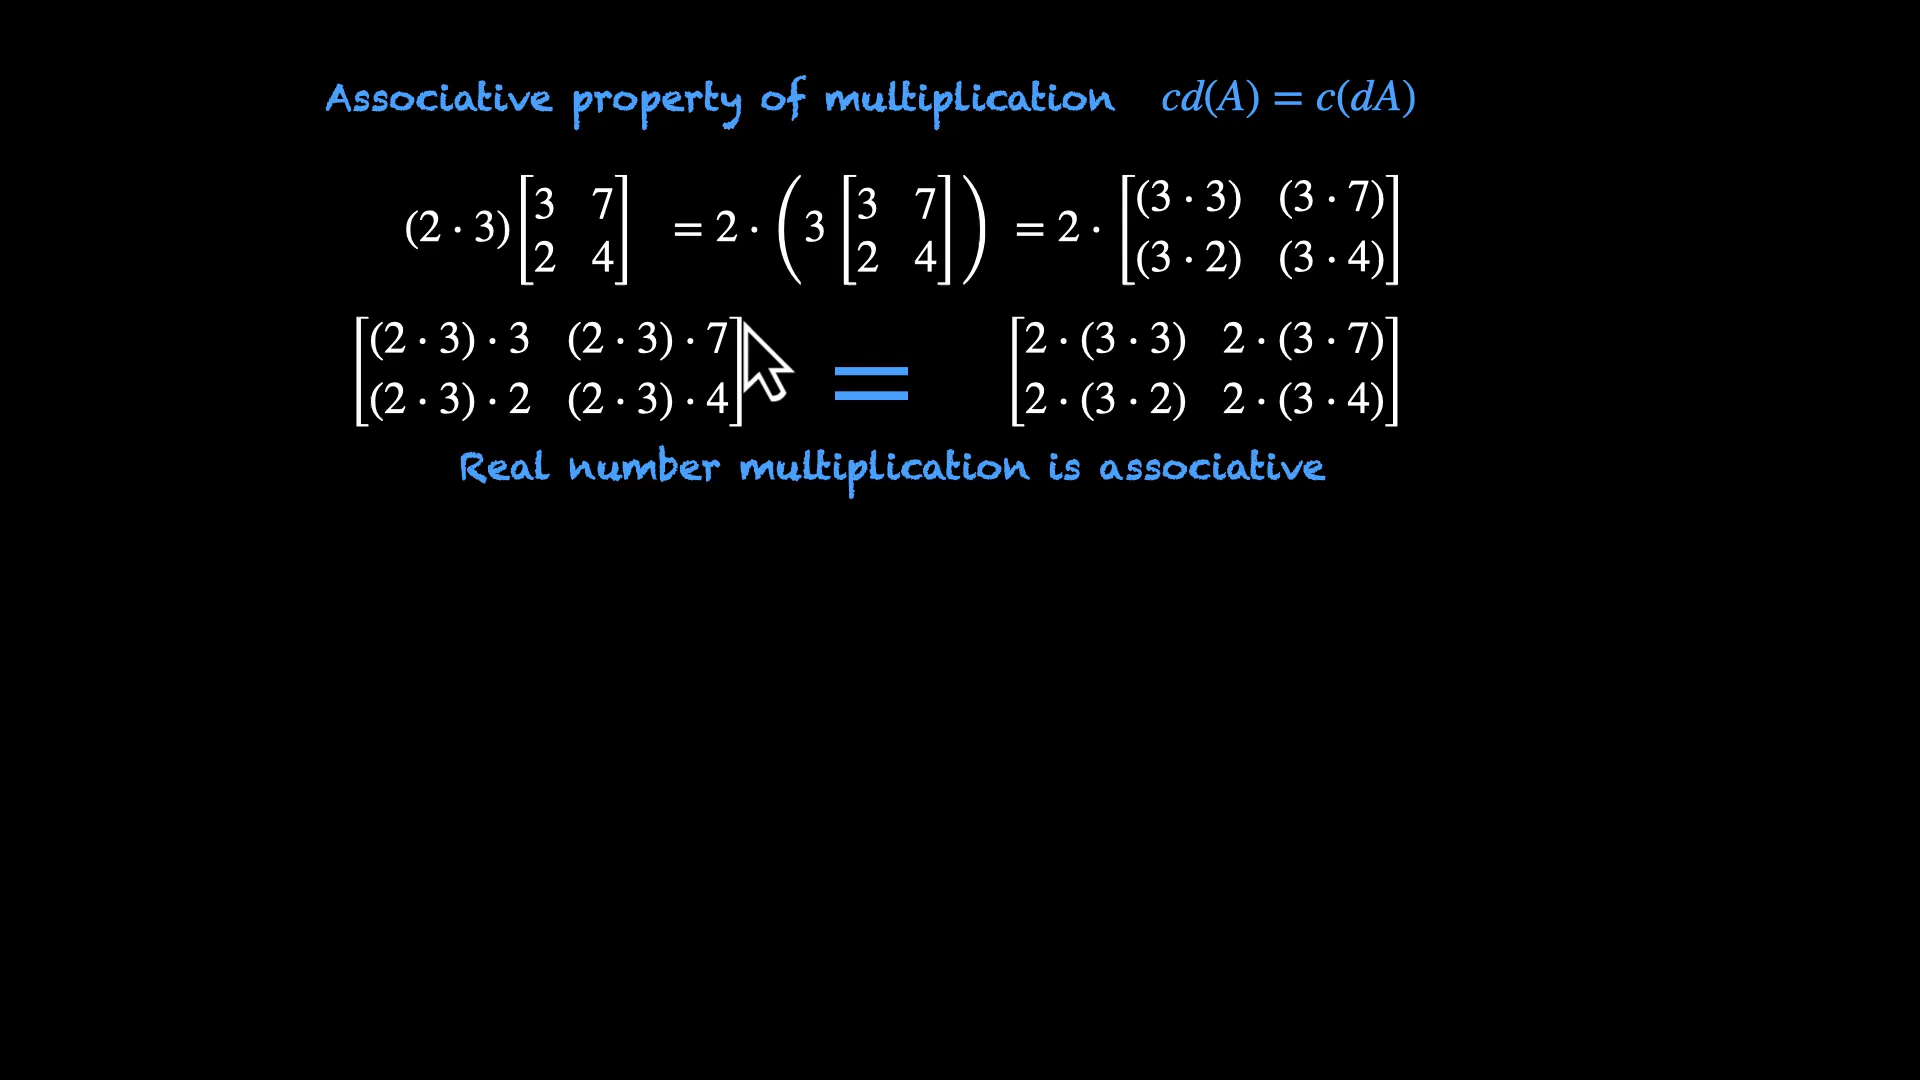 Associative property of multiplication cd(A) = c(dA)
(2 · 3) [3 7; 2 4] = 2 · (3 [3 7; 2 4]) = 2 · [(3 · 3) (3 · 7); (3 · 2) (3 · 4)]
[(2 · 3) · 3 (2 · 3) · 7; (2 · 3) · 2 (2 · 3) · 4] = [2 · (3 · 3) 2 · (3 · 7); 2 · (3 · 2) 2 · (3 · 4)]
Real number multiplication is associative